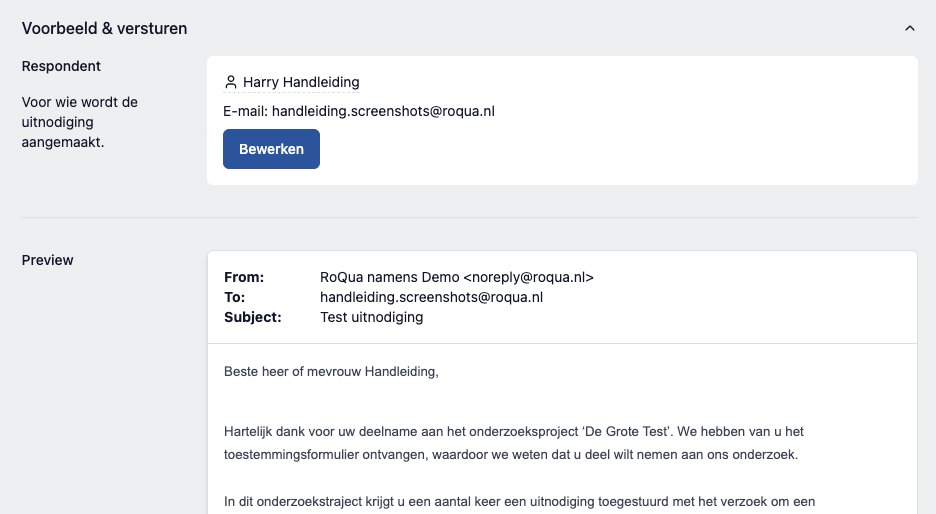 Voorbeeld & versturen
Respondent
Voor wie wordt de
uitnodiging
aangemaakt.
Harry Handleiding
E-mail: handleiding.screenshots@roqua.nl
Bewerken
Preview
From: RoQua namens Demo <noreply@roqua.nl>
To: handleiding.screenshots@roqua.nl
Subject: Test uitnodiging
Beste heer of mevrouw Handleiding,
Hartelijk dank voor uw deelname aan het onderzoeksproject ‘De Grote Test’. We hebben van u het
toestemmingsformulier ontvangen, waardoor we weten dat u deel wilt nemen aan ons onderzoek.
In dit onderzoekstraject krijgt u een aantal keer een uitnodiging toegestuurd met het verzoek om een